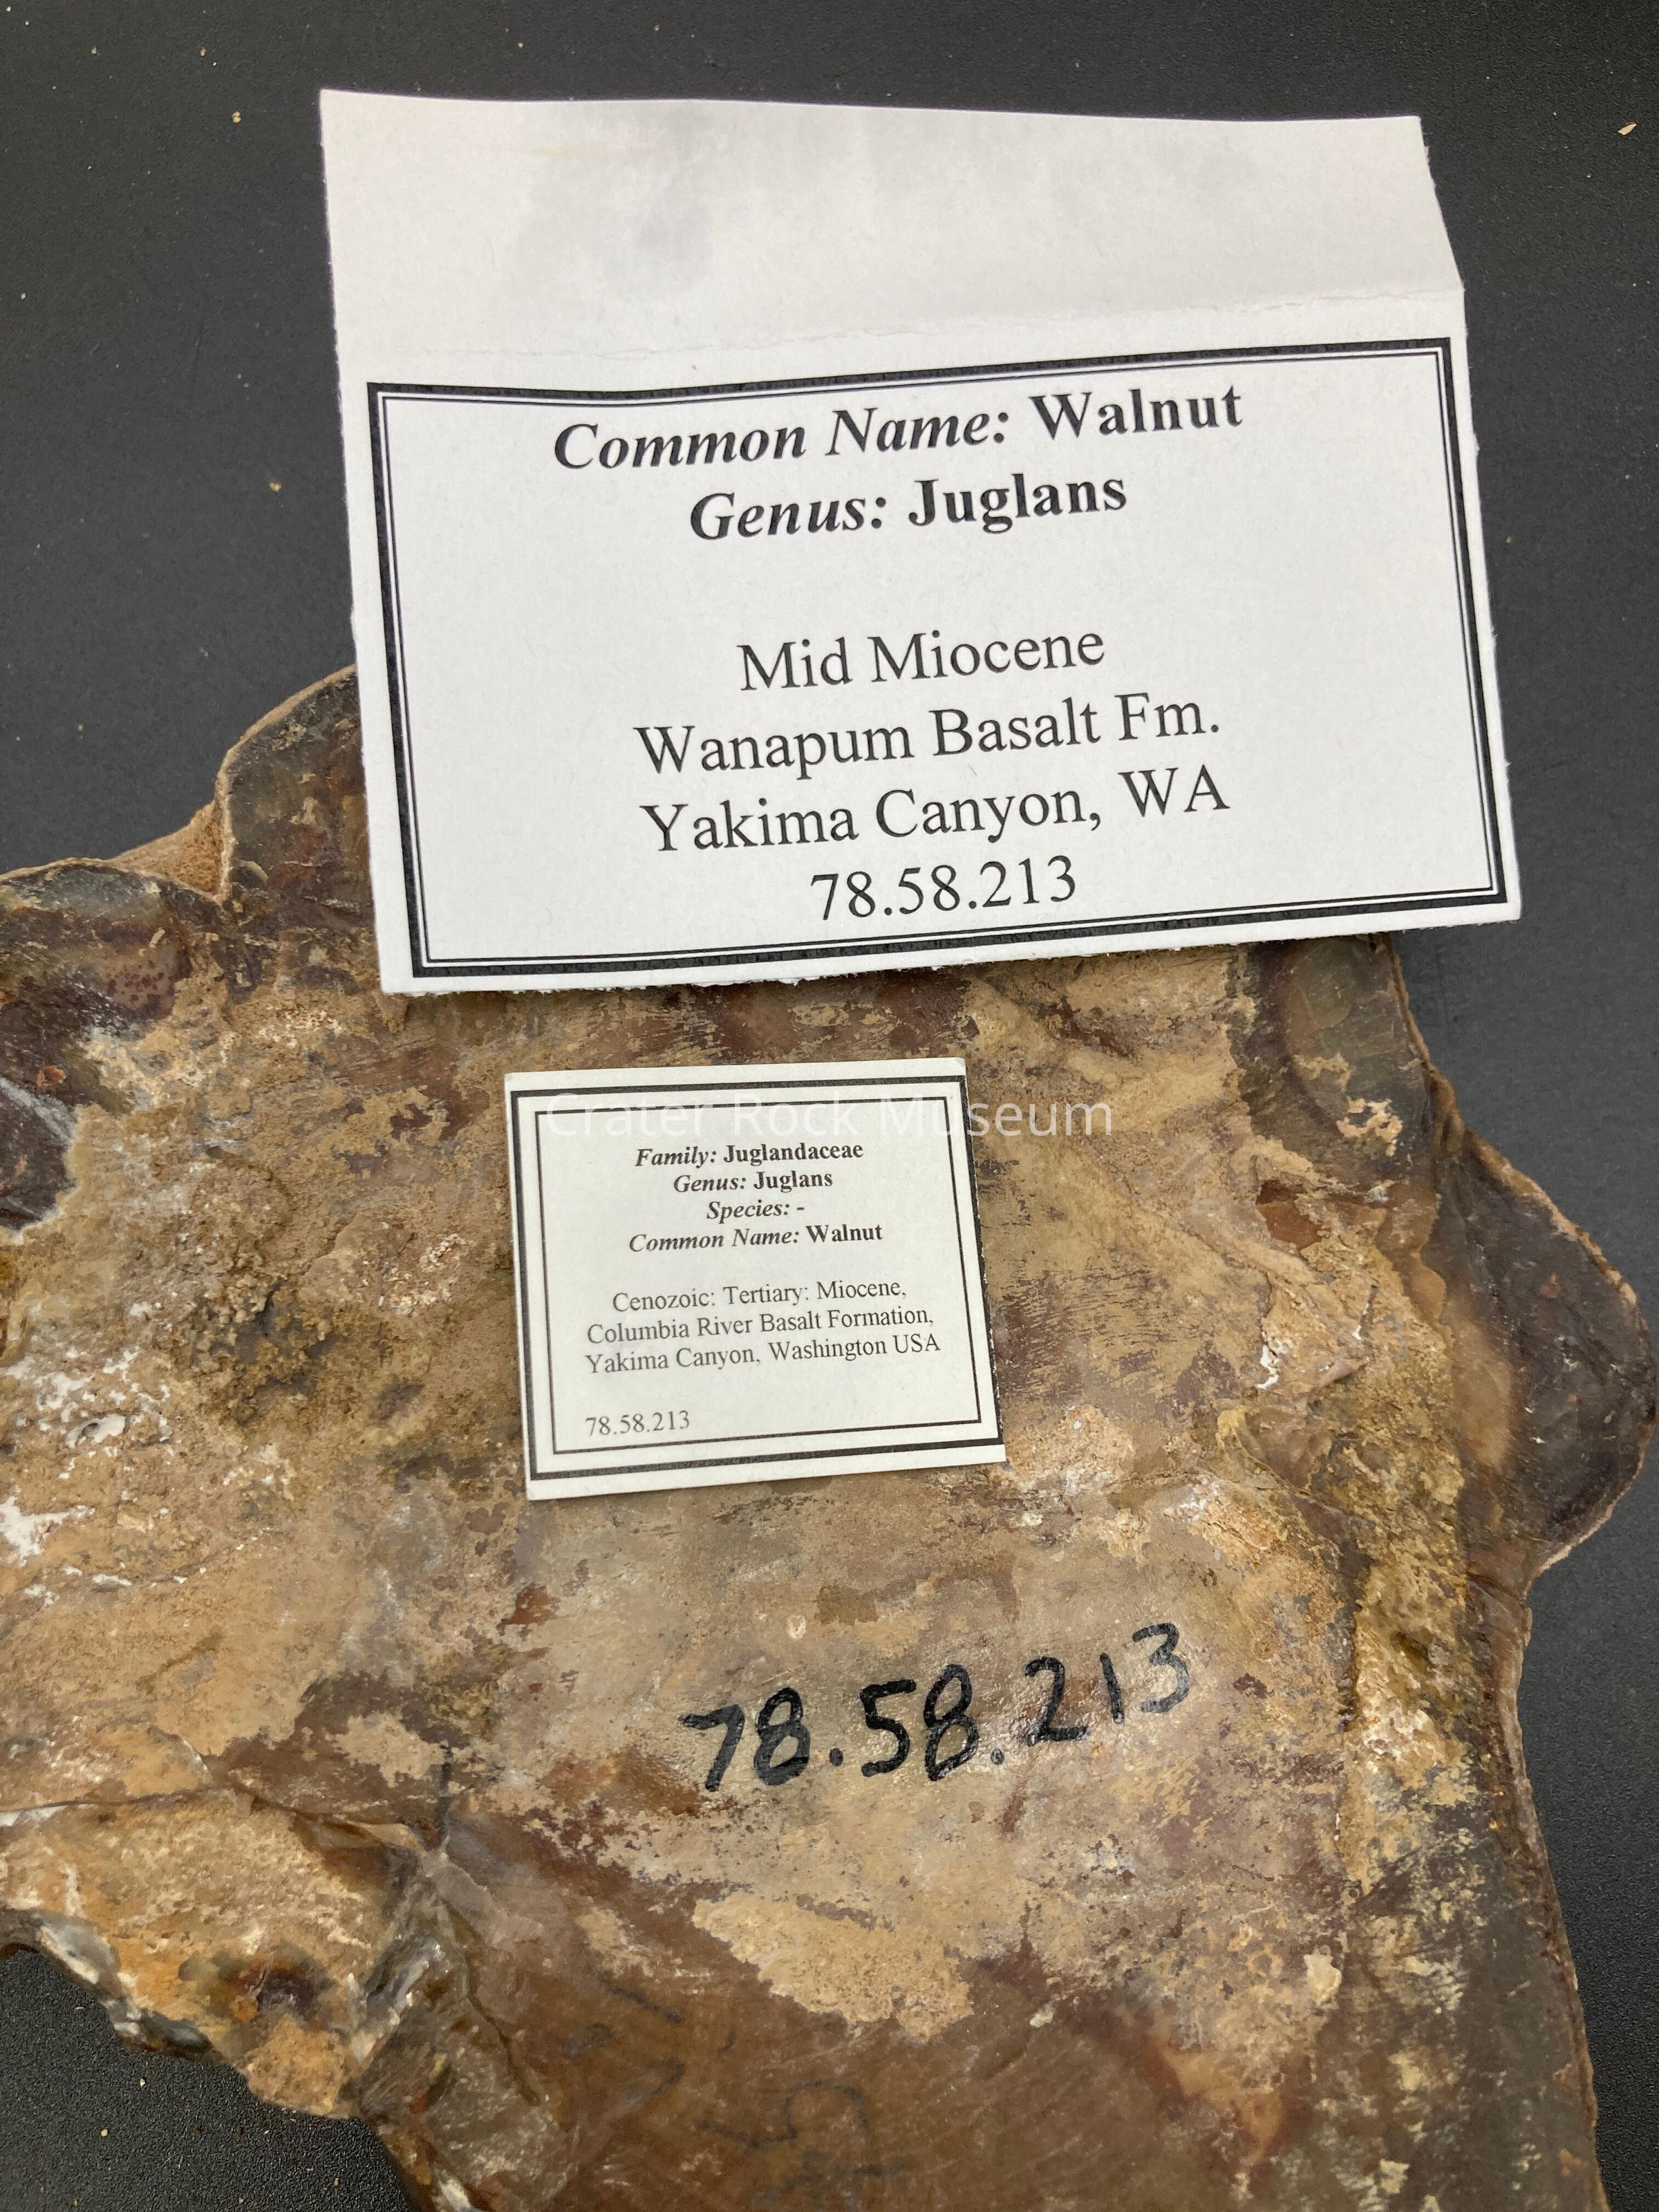 Common Name: Walnut
Genus: Juglans
Mid Miocene
Wanapum Basalt Fm.
Yakima Canyon, WA
78.58.213
Crater Rock Museum
Family: Juglandaceae
Genus: Juglans
Species: -
Common Name: Walnut
Cenozoic: Tertiary: Miocene,
Columbia River Basalt Formation,
Yakima Canyon, Washington USA
78.58.213
78.58.213